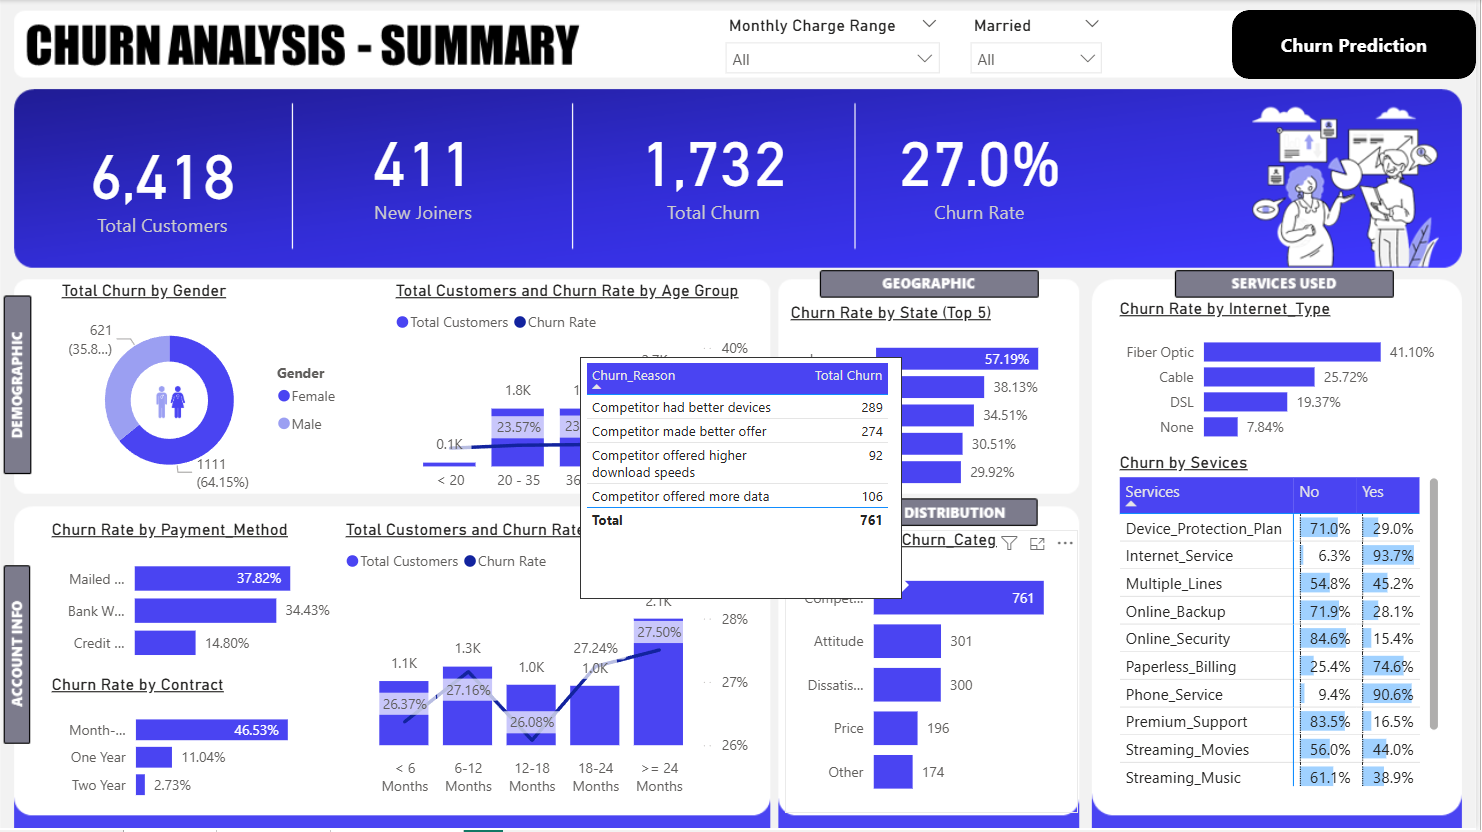 CHURN ANALYSIS - SUMMARY
Monthly Charge Range
All
Married
All
Churn Prediction
6,418
Total Customers
411
New Joiners
1,732
Total Churn
27.0%
Churn Rate
DEMOGRAPHIC
Total Churn by Gender
621
(35.8...)
1111
(64.15%)
Gender
Female
Male
Total Customers and Churn Rate by Age Group
Total Customers
Churn Rate
40%
0.1K
1.8K
23.57%
23
< 20
20 - 35
36
GEOGRAPHIC
Churn Rate by State (Top 5)
57.19%
38.13%
34.51%
30.51%
29.92%
Churn_Reason Total Churn
Competitor had better devices 289
Competitor made better offer 274
Competitor offered higher
download speeds 92
Competitor offered more data 106
Total 761
SERVICES USED
Churn Rate by Internet_Type
Fiber Optic 41.10%
Cable 25.72%
DSL 19.37%
None 7.84%
Churn by Sevices
Services No Yes
Device_Protection_Plan 71.0% 29.0%
Internet_Service 6.3% 93.7%
Multiple_Lines 54.8% 45.2%
Online_Backup 71.9% 28.1%
Online_Security 84.6% 15.4%
Paperless_Billing 25.4% 74.6%
Phone_Service 9.4% 90.6%
Premium_Support 83.5% 16.5%
Streaming_Movies 56.0% 44.0%
Streaming_Music 61.1% 38.9%
ACCOUNT INFO
Churn Rate by Payment_Method
Mailed ... 37.82%
Bank W... 34.43%
Credit ... 14.80%
Churn Rate by Contract
Month-... 46.53%
One Year 11.04%
Two Year 2.73%
Total Customers and Churn Rate
Total Customers
Churn Rate
1.1K
1.3K
1.0K
1.0K
2.1K
26.37%
27.16%
26.08%
27.24%
27.50%
28%
27%
26%
< 6
Months
6-12
Months
12-18
Months
18-24
Months
>= 24
Months
DISTRIBUTION
Churn_Categ
Compet... 761
Attitude 301
Dissatis... 300
Price 196
Other 174